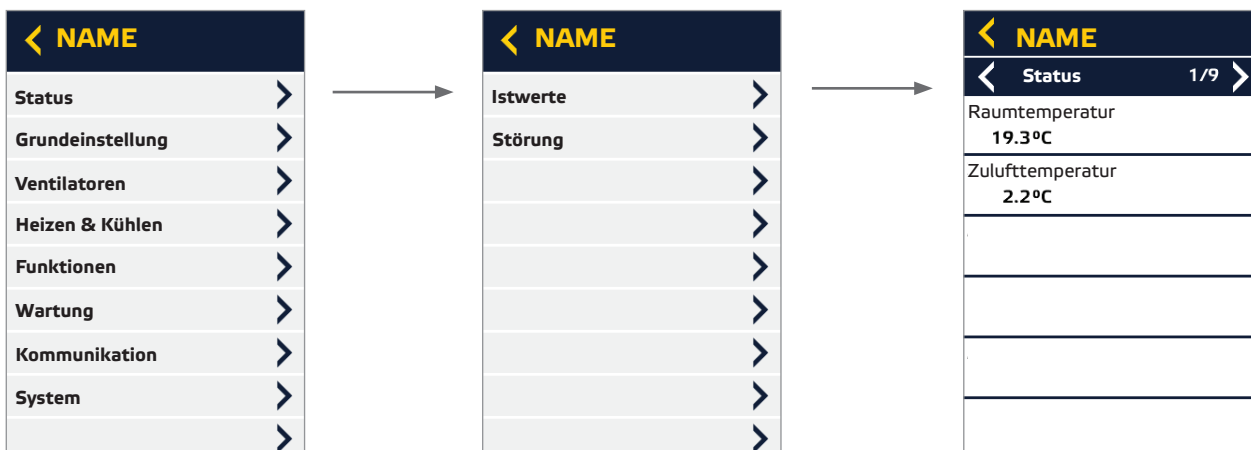 NAME
Status
Grundeinstellung
Ventilatoren
Heizen & Kühlen
Funktionen
Wartung
Kommunikation
System
NAME
Istwerte
Störung
NAME
Status 1/9
Raumtemperatur
19.3ºC
Zulufttemperatur
2.2ºC